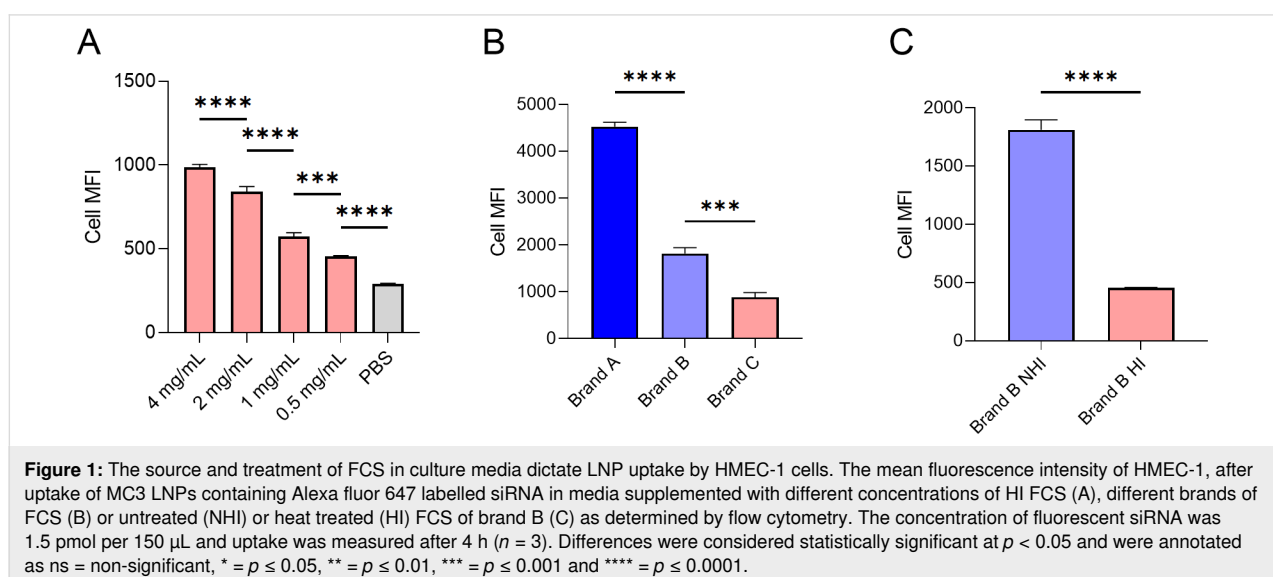 A
B
C
Cell MFI
1500
1000
500
0
****
****
***
****
4 mg/mL
2 mg/mL
1 mg/mL
0.5 mg/mL
PBS
Cell MFI
5000
4000
3000
2000
1000
0
****
***
Brand A
Brand B
Brand C
Cell MFI
2000
1500
1000
500
0
****
Brand B NHI
Brand B HI
Figure 1: The source and treatment of FCS in culture media dictate LNP uptake by HMEC-1 cells. The mean fluorescence intensity of HMEC-1, after
uptake of MC3 LNPs containing Alexa fluor 647 labelled siRNA in media supplemented with different concentrations of HI FCS (A), different brands of
FCS (B) or untreated (NHI) or heat treated (HI) FCS of brand B (C) as determined by flow cytometry. The concentration of fluorescent siRNA was
1.5 pmol per 150 µL and uptake was measured after 4 h (n = 3). Differences were considered statistically significant at p < 0.05 and were annotated
as ns = non-significant, * = p ≤ 0.05, ** = p ≤ 0.01, *** = p ≤ 0.001 and **** = p ≤ 0.0001.